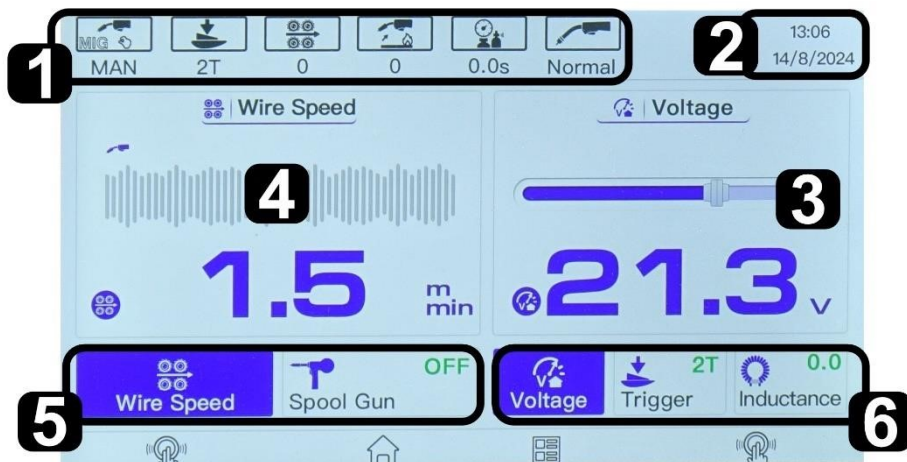 MIG
MAN 2T 0 0 0.0s Normal
1
2
13:06
14/8/2024
Wire Speed
Voltage
4
3
1.5 m
min
21.3 V
5
Wire Speed
Spool Gun
OFF
Voltage
Trigger
2T
Inductance
0.0
6